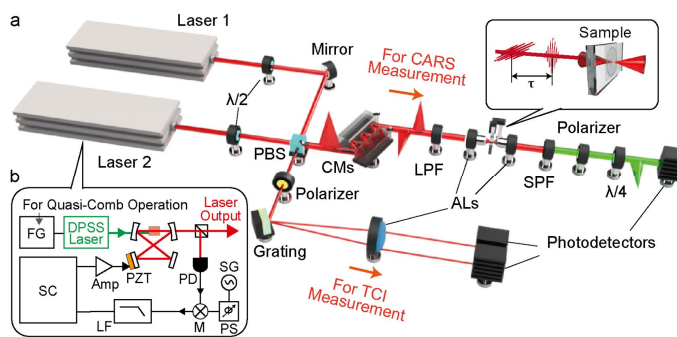 a
Laser 1
Mirror
For CARS
Measurement
Sample
τ
λ/2
Laser 2
PBS
CMs
LPF
Polarizer
SPF
λ/4
ALs
Polarizer
Grating
Photodetectors
For TCI
Measurement
b
For Quasi-Comb Operation
Laser
Output
FG
DPSS
Laser
Amp
PZT
PD
SG
SC
LF
M
PS
ϕ